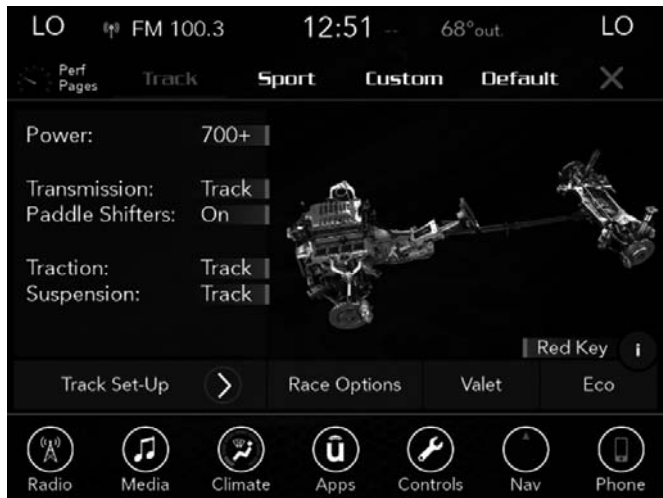 LO FM 100.3 12:51 -- 68°out. LO
Perf Pages Track Sport Custom Default
Power: 700+
Transmission: Track
Paddle Shifters: On
Traction: Track
Suspension: Track
Red Key i
Track Set-Up Race Options Valet Eco
Radio Media Climate Apps Controls Nav Phone